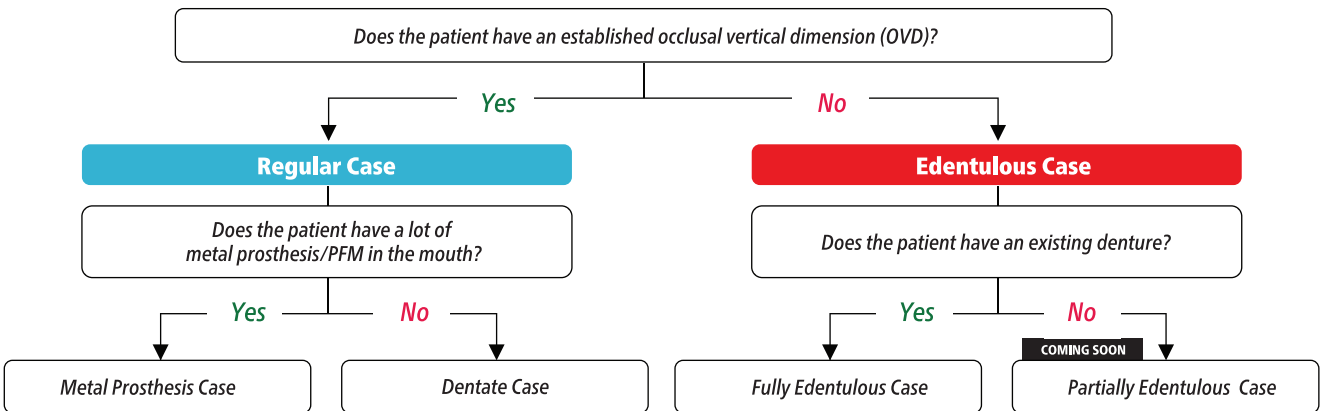 Does the patient have an established occlusal vertical dimension (OVD)?
Yes
No
Regular Case
Edentulous Case
Does the patient have a lot of
metal prosthesis/PFM in the mouth?
Does the patient have an existing denture?
Yes
No
Yes
No
COMING SOON
Metal Prosthesis Case
Dentate Case
Fully Edentulous Case
Partially Edentulous Case